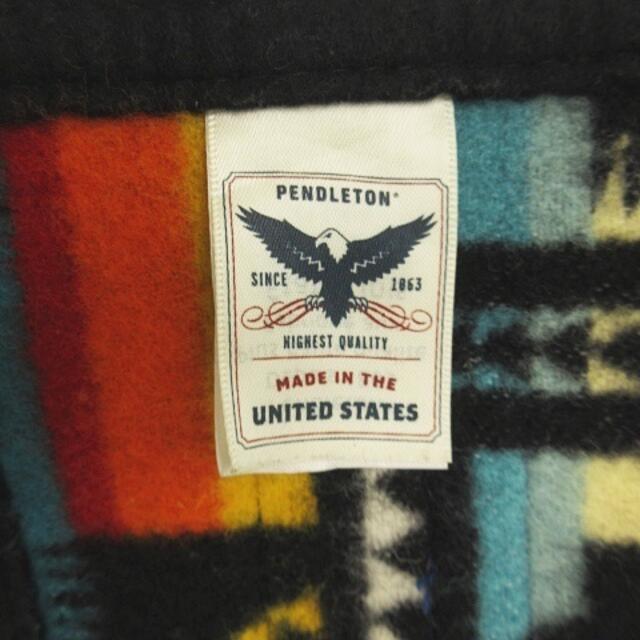 PENDLETON®
SINCE 1863
HIGHEST QUALITY
MADE IN THE
UNITED STATES